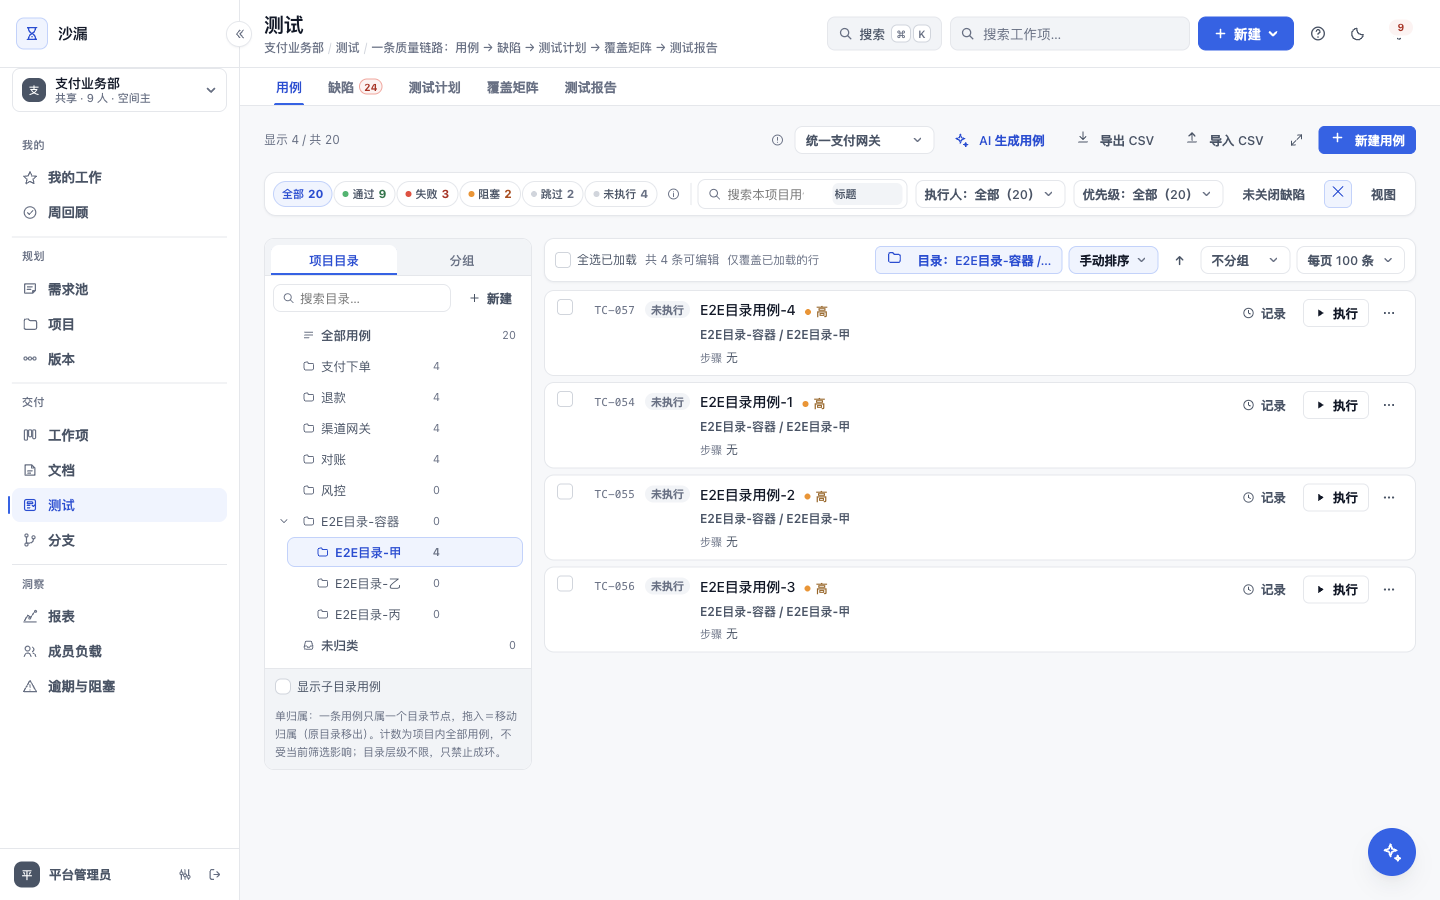 沙漏
支
支付业务部
共享 · 9 人 · 空间主
我的
我的工作
周回顾
规划
需求池
项目
版本
交付
工作项
文档
测试
分支
洞察
报表
成员负载
逾期与阻塞
平
平台管理员
测试
支付业务部 / 测试 / 一条质量链路：用例 → 缺陷 → 测试计划 → 覆盖矩阵 → 测试报告
搜索 ⌘ K
搜索工作项...
新建
9
用例
缺陷 24
测试计划
覆盖矩阵
测试报告
显示 4 / 共 20
统一支付网关
AI 生成用例
导出 CSV
导入 CSV
新建用例
全部 20
通过 9
失败 3
阻塞 2
跳过 2
未执行 4
搜索本项目用
标题
执行人：全部（20）
优先级：全部（20）
未关闭缺陷
视图
项目目录
分组
搜索目录...
新建
全部用例 20
支付下单 4
退款 4
渠道网关 4
对账 4
风控 0
E2E目录-容器 0
E2E目录-甲 4
E2E目录-乙 0
E2E目录-丙 0
未归类 0
显示子目录用例
单归属：一条用例只属一个目录节点，拖入＝移动
归属（原目录移出）。计数为项目内全部用例，不
受当前筛选影响；目录层级不限，只禁止成环。
全选已加载 共 4 条可编辑 仅覆盖已加载的行
目录：E2E目录-容器 /...
手动排序
不分组
每页 100 条
TC-057 未执行 E2E目录用例-4 高
E2E目录-容器 / E2E目录-甲
步骤 无
记录 执行
TC-054 未执行 E2E目录用例-1 高
E2E目录-容器 / E2E目录-甲
步骤 无
记录 执行
TC-055 未执行 E2E目录用例-2 高
E2E目录-容器 / E2E目录-甲
步骤 无
记录 执行
TC-056 未执行 E2E目录用例-3 高
E2E目录-容器 / E2E目录-甲
步骤 无
记录 执行